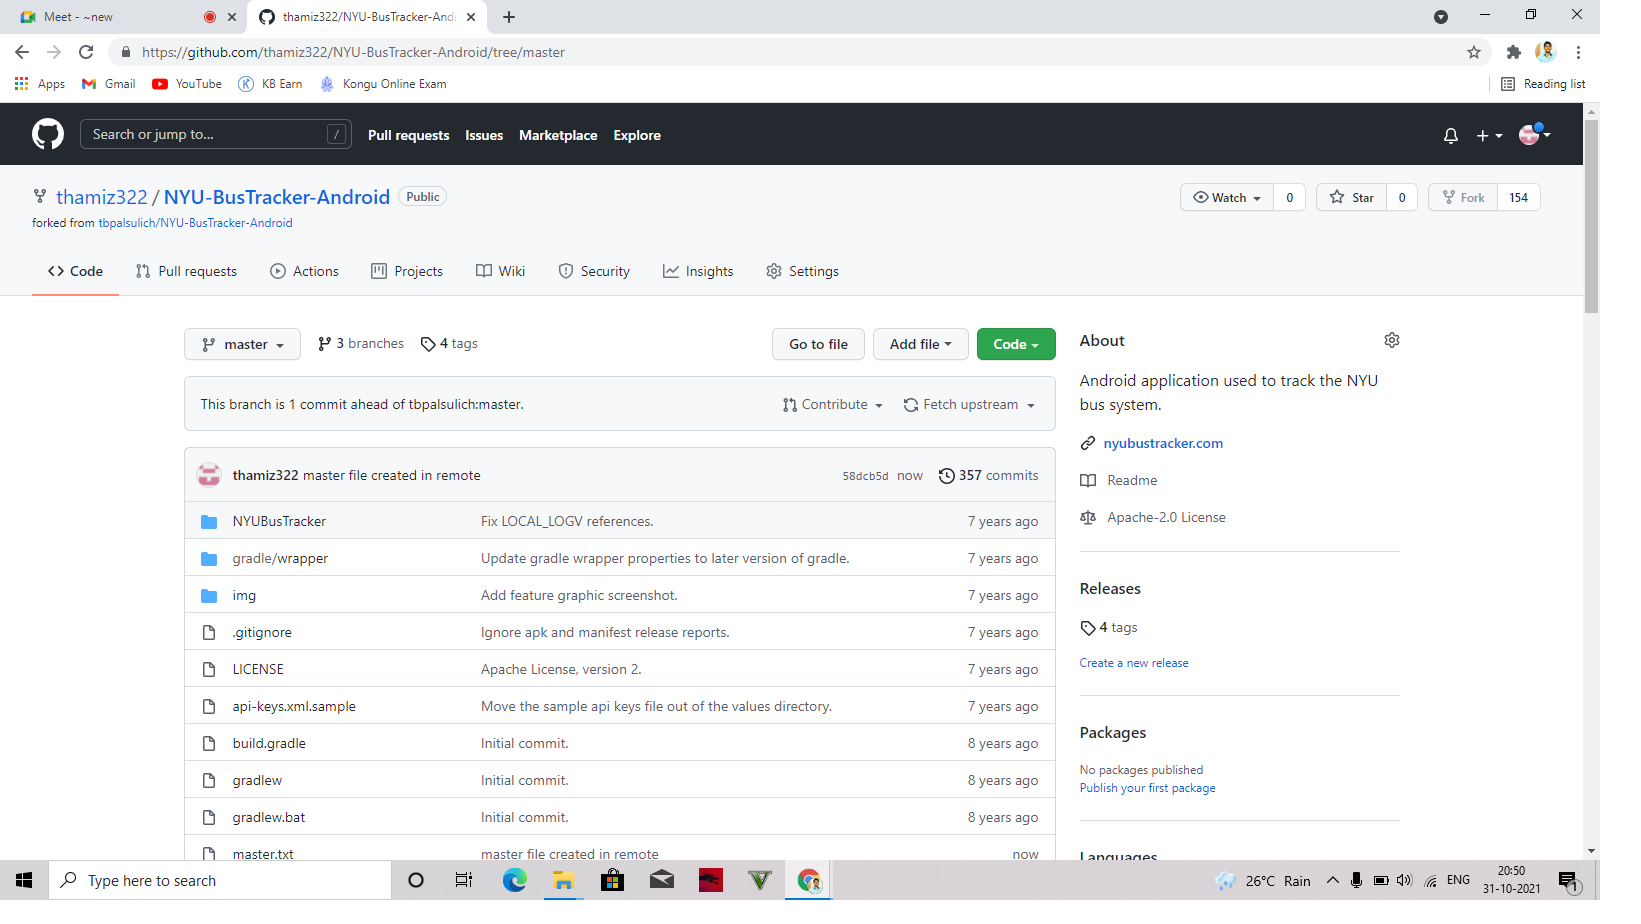 Meet - ~new
thamiz322/NYU-BusTracker-Andr
https://github.com/thamiz322/NYU-BusTracker-Android/tree/master
Apps Gmail YouTube KB Earn Kongu Online Exam Reading list
Search or jump to... / Pull requests Issues Marketplace Explore
thamiz322 / NYU-BusTracker-Android Public
Watch 0 Star 0 Fork 154
forked from tbpalsulich/NYU-BusTracker-Android
Code Pull requests Actions Projects Wiki Security Insights Settings
master 3 branches 4 tags Go to file Add file Code
This branch is 1 commit ahead of tbpalsulich:master. Contribute Fetch upstream
thamiz322 master file created in remote 58dcb5d now 357 commits
NYUBusTracker Fix LOCAL_LOGV references. 7 years ago
gradle/wrapper Update gradle wrapper properties to later version of gradle. 7 years ago
img Add feature graphic screenshot. 7 years ago
.gitignore Ignore apk and manifest release reports. 7 years ago
LICENSE Apache License, version 2. 7 years ago
api-keys.xml.sample Move the sample api keys file out of the values directory. 7 years ago
build.gradle Initial commit. 8 years ago
gradlew Initial commit. 8 years ago
gradlew.bat Initial commit. 8 years ago
master.txt master file created in remote now
About
Android application used to track the NYU
bus system.
nyubustracker.com
Readme
Apache-2.0 License
Releases
4 tags
Create a new release
Packages
No packages published
Publish your first package
Languages
Type here to search
26°C Rain
ENG
20:50
31-10-2021
1